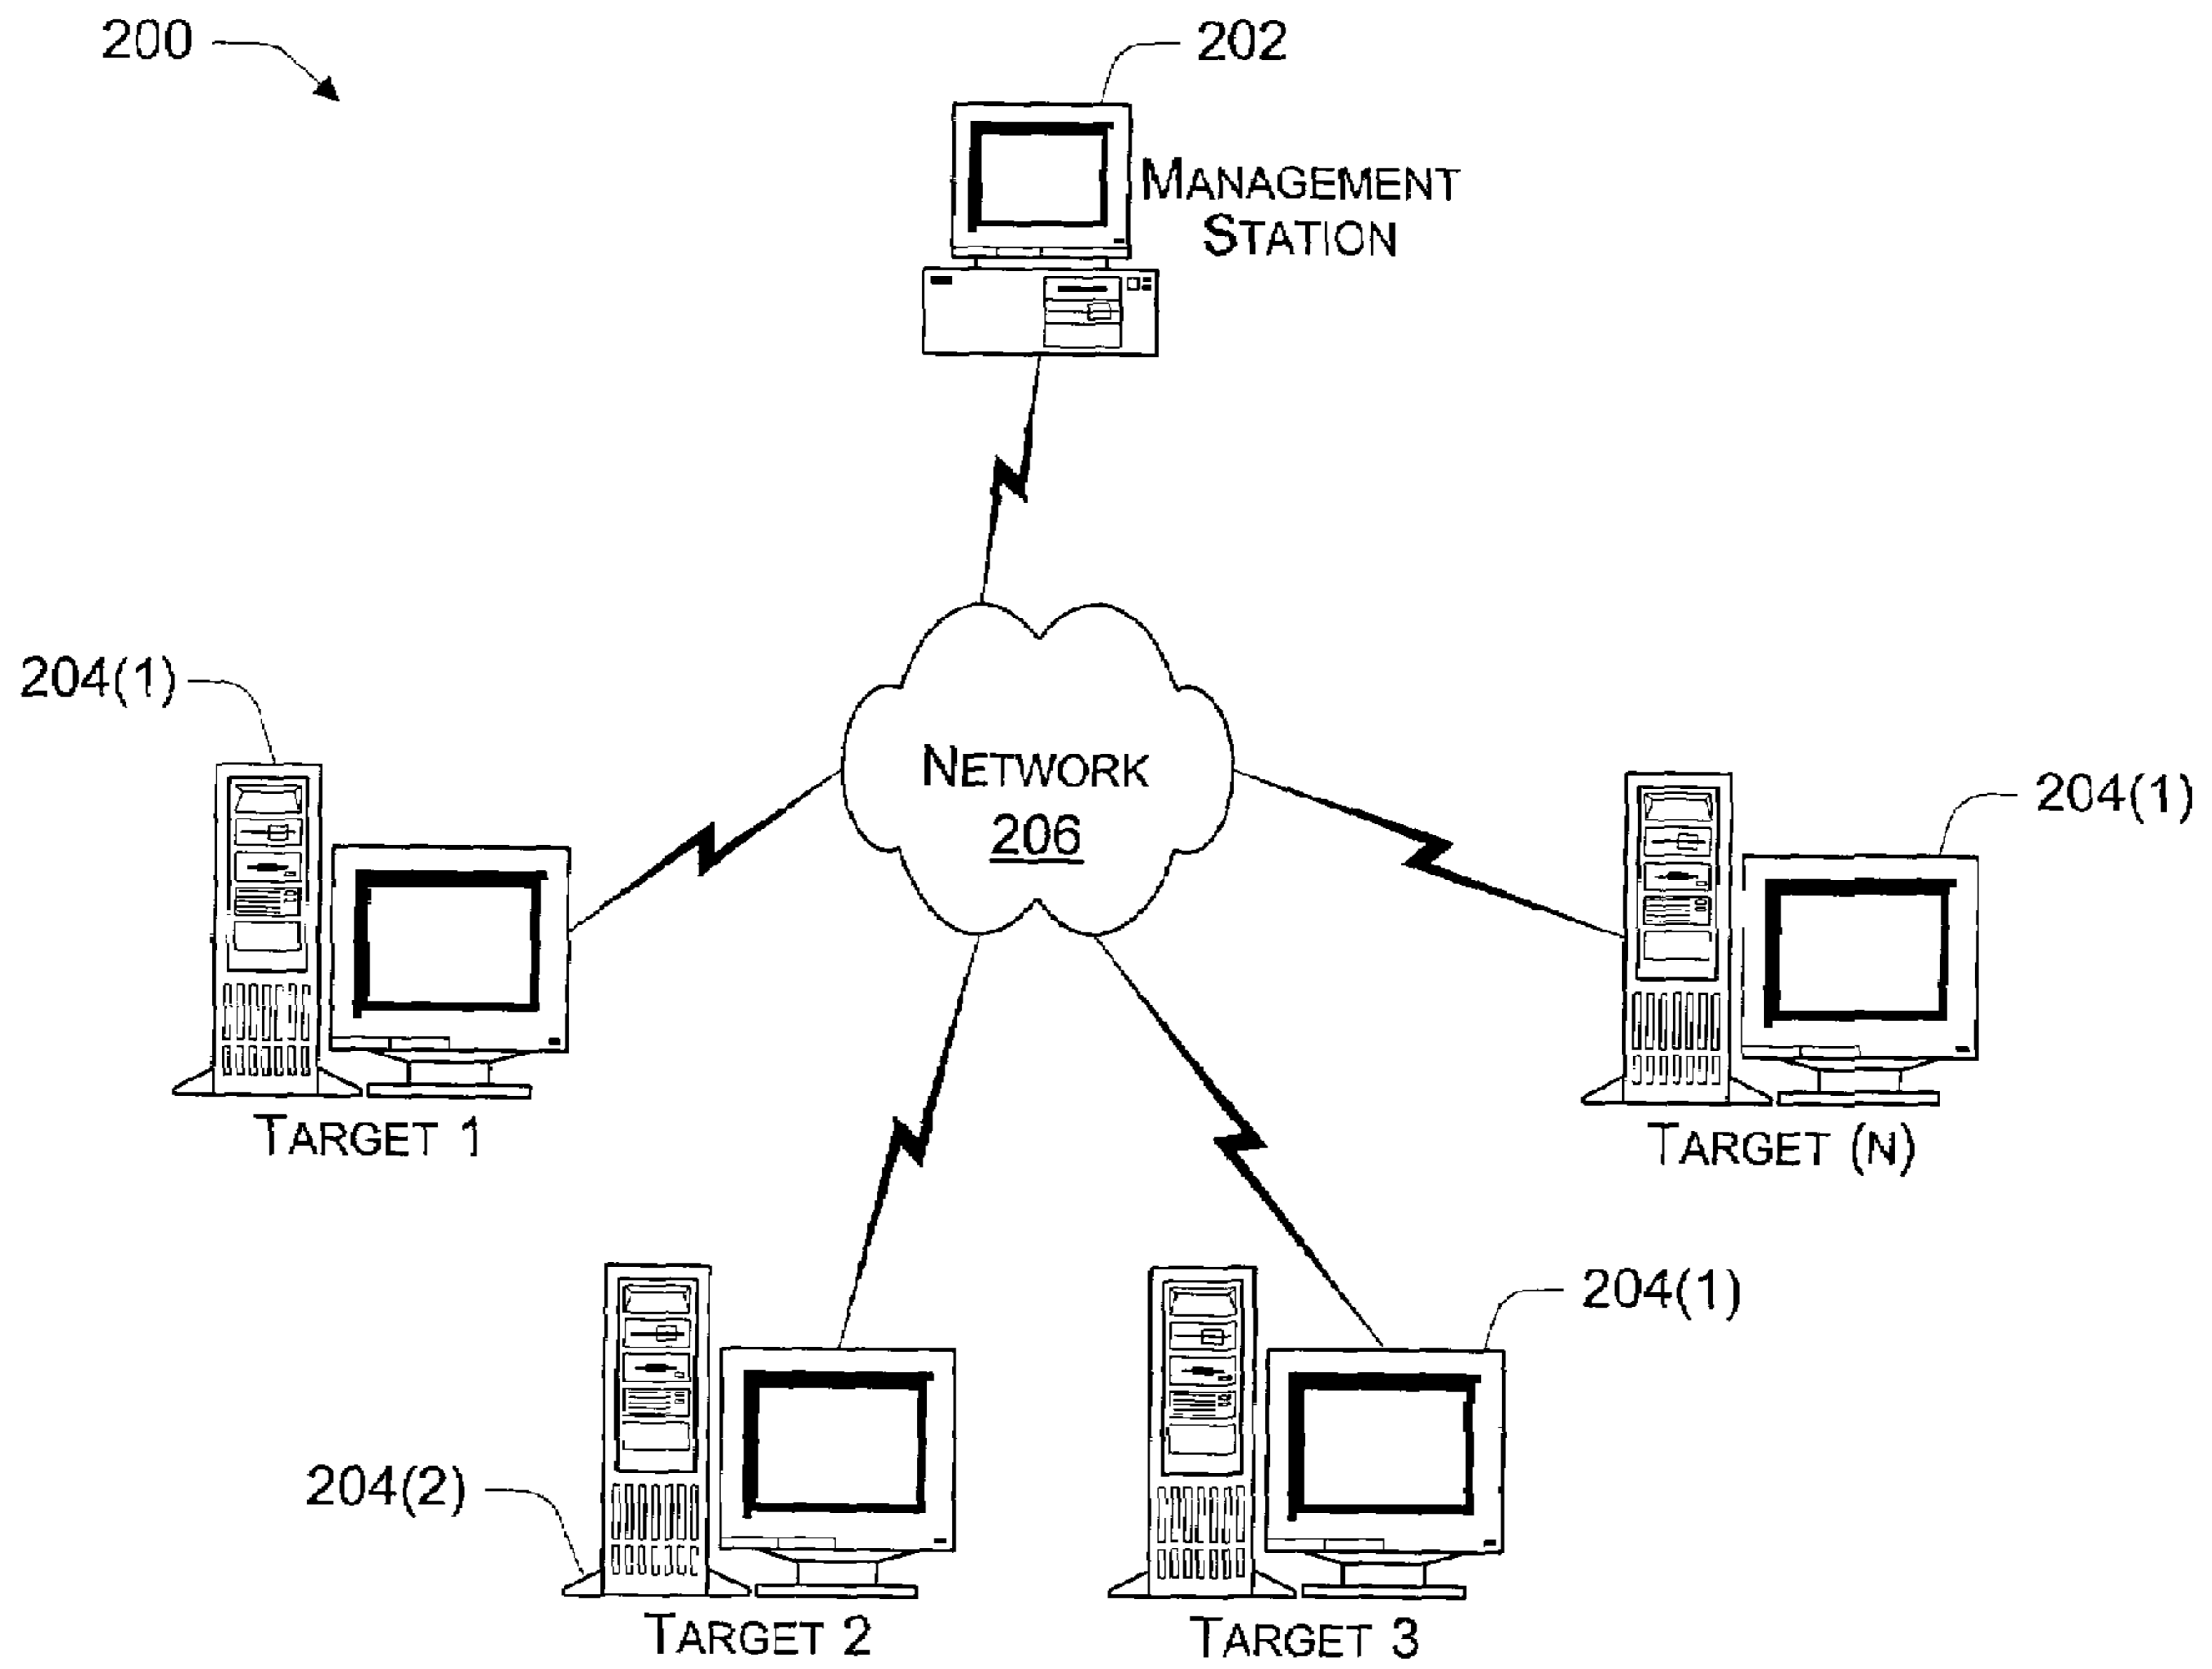 200
202
MANAGEMENT
STATION
204(1)
NETWORK
206
204(1)
TARGET 1
TARGET (N)
204(1)
204(2)
TARGET 2
TARGET 3